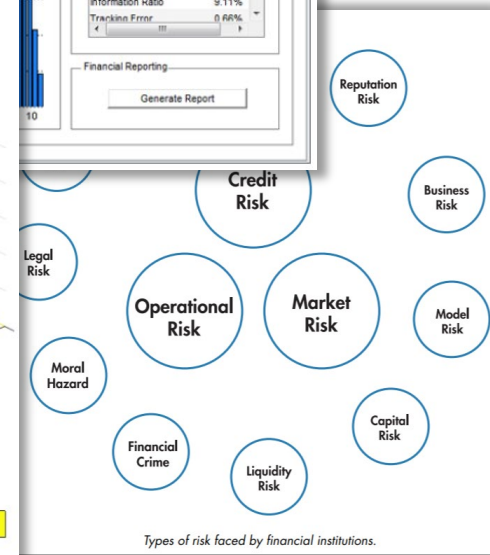 Information Ratio 9.11%
Tracking Error 0.66%
Financial Reporting
Generate Report
10
Reputation
Risk
Credit
Risk
Business
Risk
Legal
Risk
Operational
Risk
Market
Risk
Model
Risk
Moral
Hazard
Capital
Risk
Financial
Crime
Liquidity
Risk
Types of risk faced by financial institutions.